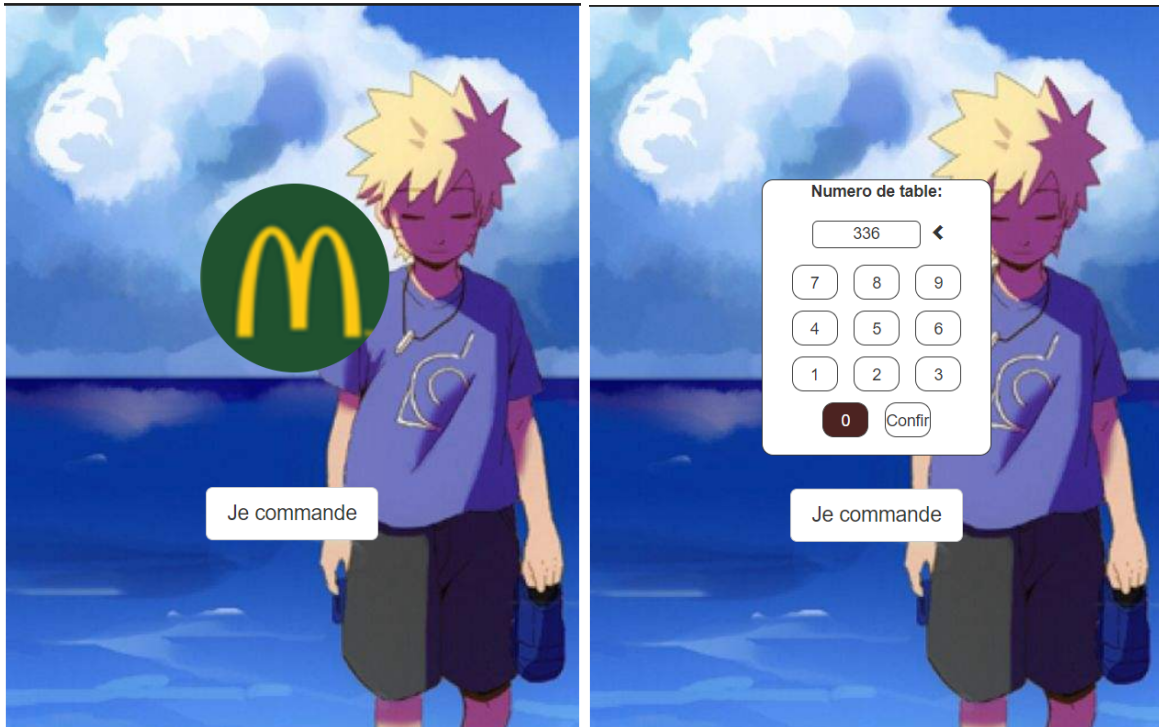 M
Je commande
Numero de table:
336
7 8 9
4 5 6
1 2 3
0 Confir
Je commande